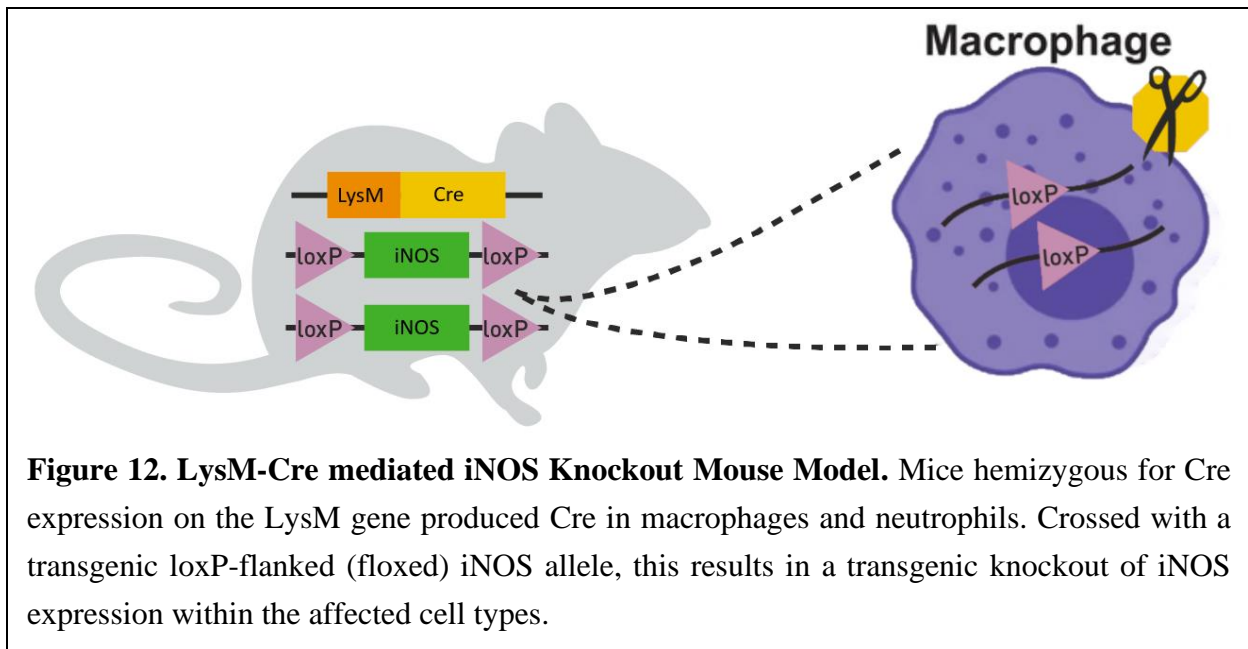 Macrophage
LysM Cre
loxP iNOS loxP
loxP iNOS loxP
loxP
loxP
Figure 12. LysM-Cre mediated iNOS Knockout Mouse Model. Mice hemizygous for Cre
expression on the LysM gene produced Cre in macrophages and neutrophils. Crossed with a
transgenic loxP-flanked (floxed) iNOS allele, this results in a transgenic knockout of iNOS
expression within the affected cell types.